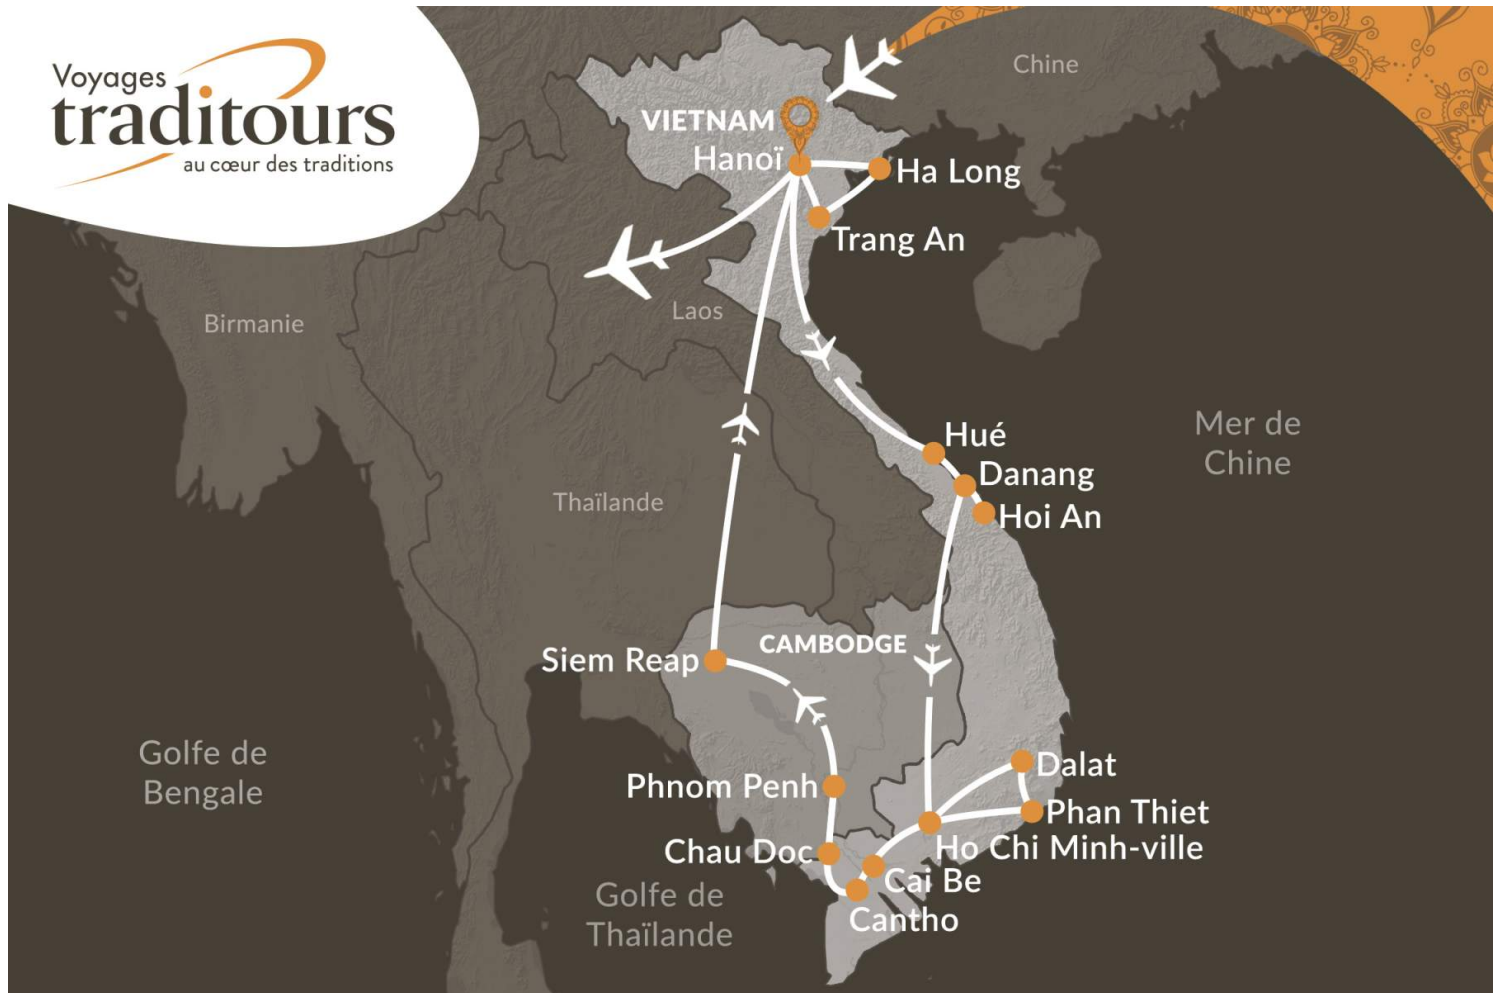 Voyages
traditours
au cœur des traditions
Chine
VIETNAM
Hanoï
Ha Long
Trang An
Laos
Birmanie
Hué
Mer de
Chine
Danang
Thaïlande
Hoi An
CAMBODGE
Siem Reap
Golfe de
Bengale
Dalat
Phnom Penh
Phan Thiet
Ho Chi Minh-ville
Chau Doc
Cai Be
Golfe de
Thaïlande
Cantho